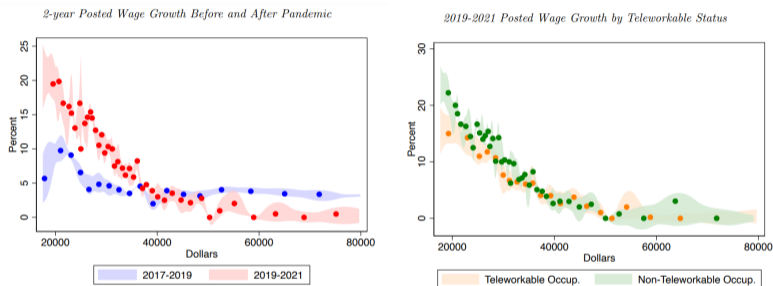 2-year Posted Wage Growth Before and After Pandemic
25
20
15
10
5
0
Percent
20000 40000 60000 80000
Dollars
2017-2019 2019-2021
2019-2021 Posted Wage Growth by Teleworkable Status
30
20
10
0
Percent
20000 40000 60000 80000
Dollars
Teleworkable Occup. Non-Teleworkable Occup.